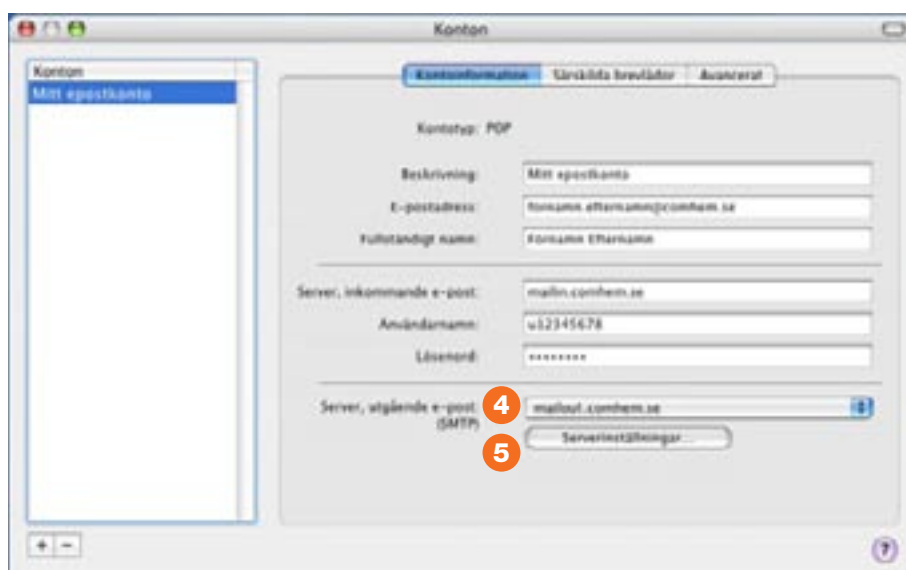 Konton
Konton
Mitt epostkonto
Kontoinformation Särskilda brevlådor Avancerat
Kontotyp: POP
Beskrivning: Mitt epostkonto
E-postadress: fornamn.efternamn@comhem.se
Fullständigt namn: Fornamn Efternamn
Server, inkommande e-post: mailin.comhem.se
Användarnamn: u12345678
Lösenord: ••••••••
Server, utgående e-post: 4 mailout.comhem.se
(SMTP)
5 Serverinställningar...
+ − ?